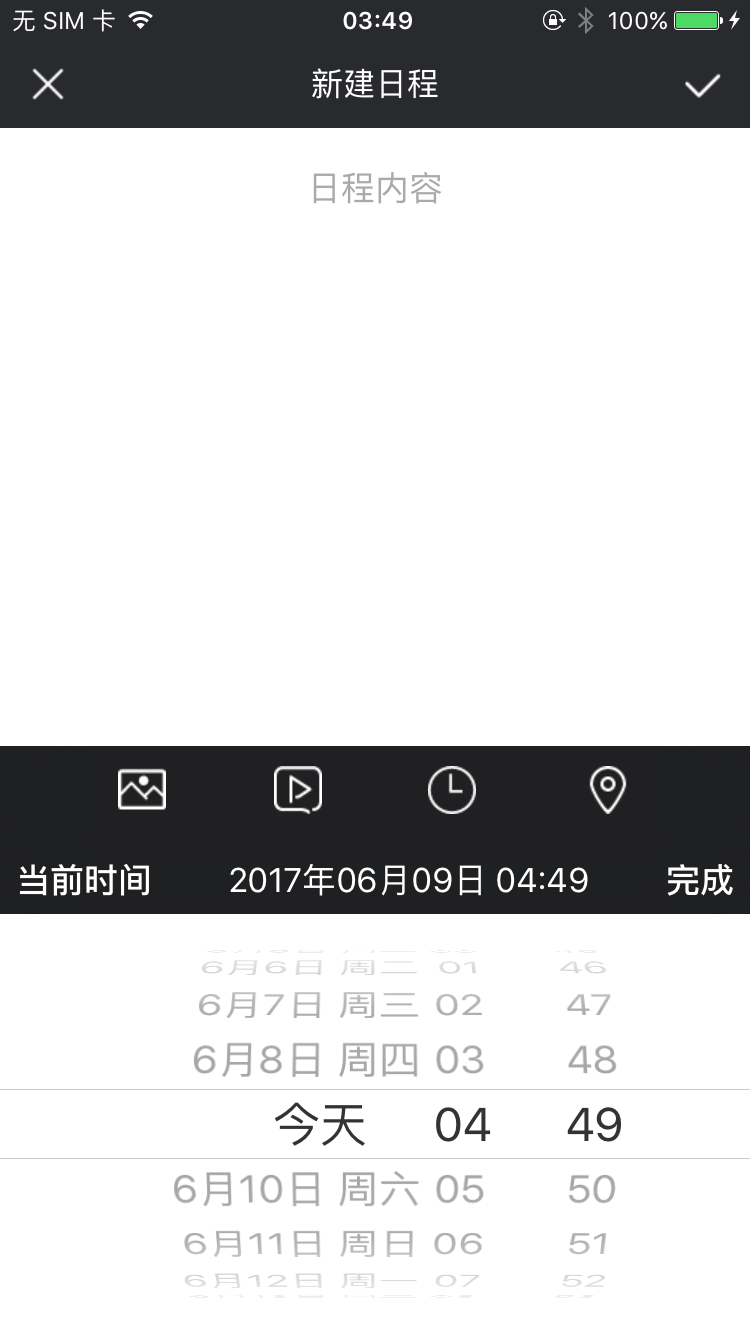 无 SIM 卡 03:49 100%
新建日程
日程内容
当前时间 2017年06月09日 04:49 完成
6月6日 周二 01 46
6月7日 周三 02 47
6月8日 周四 03 48
今天 04 49
6月10日 周六 05 50
6月11日 周日 06 51
6月12日 周一 07 52